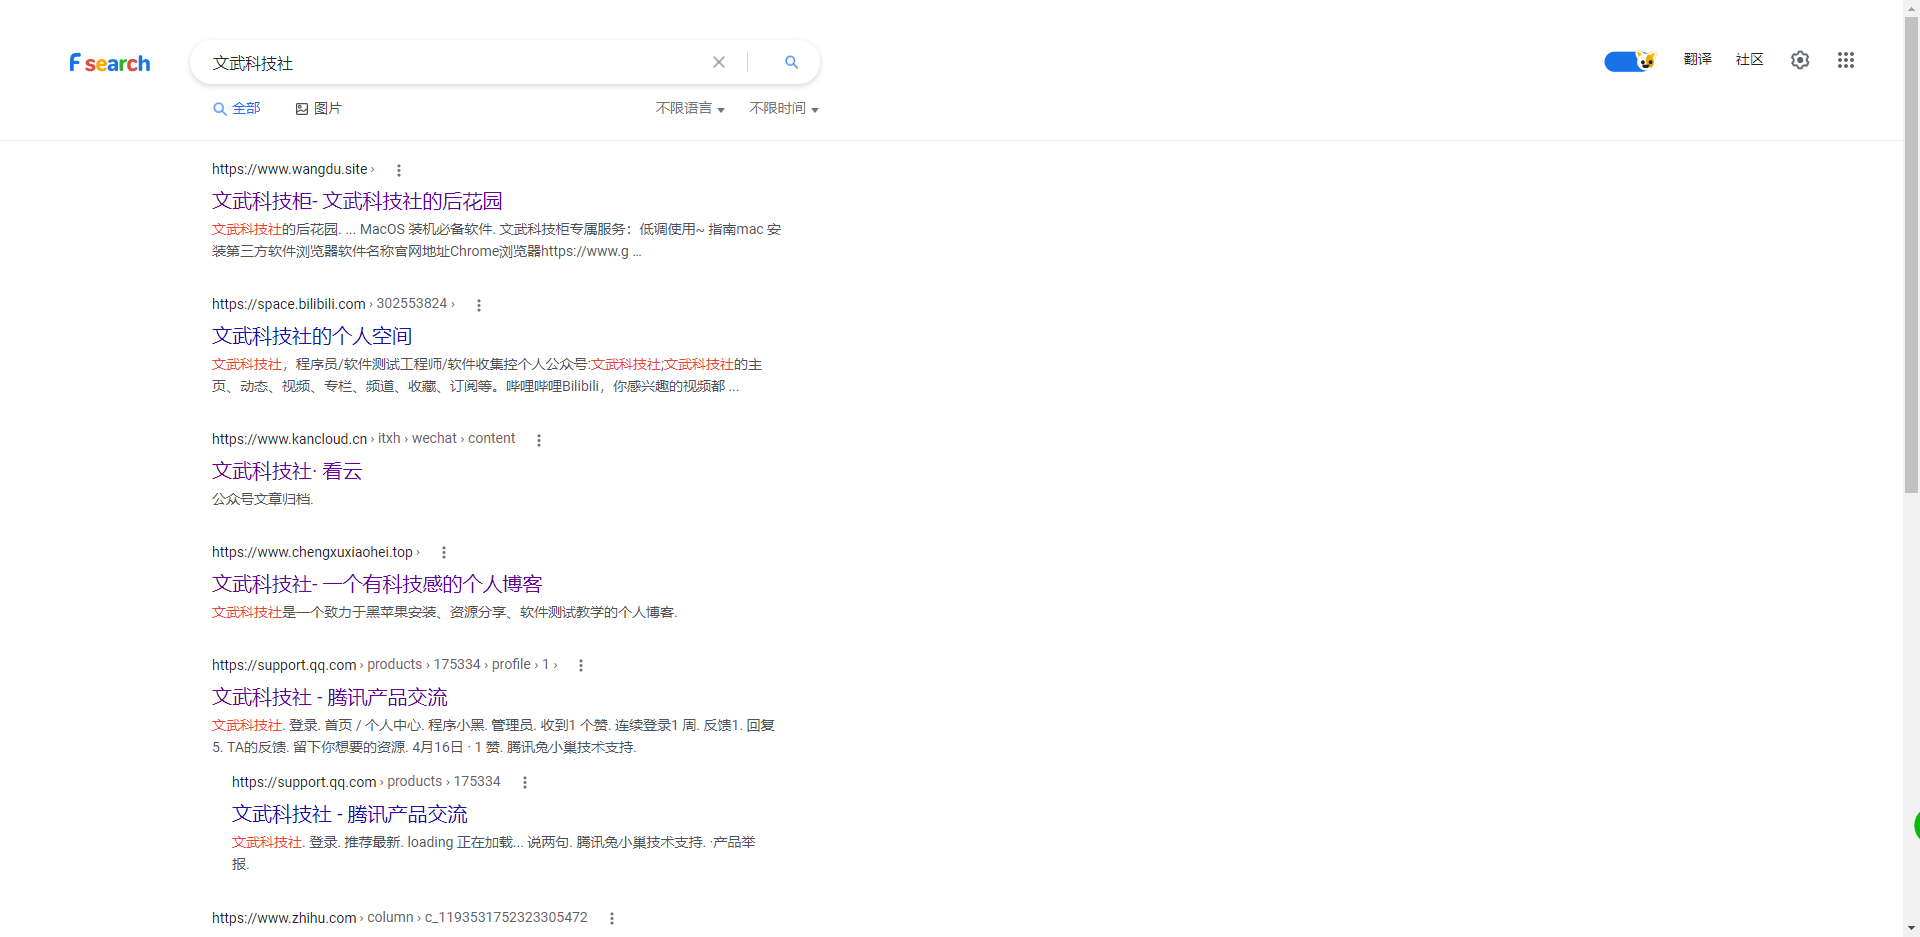 F search
文武科技社
翻译
社区
全部
图片
不限语言
不限时间
https://www.wangdu.site ›
文武科技柜- 文武科技社的后花园
文武科技社的后花园. ... MacOS 装机必备软件. 文武科技柜专属服务：低调使用~ 指南mac 安
装第三方软件浏览器软件名称官网地址Chrome浏览器https://www.g ...
https://space.bilibili.com › 302553824 ›
文武科技社的个人空间
文武科技社，程序员/软件测试工程师/软件收集控个人公众号:文武科技社;文武科技社的主
页、动态、视频、专栏、频道、收藏、订阅等。哔哩哔哩Bilibili，你感兴趣的视频都 ...
https://www.kancloud.cn › itxh › wechat › content
文武科技社· 看云
公众号文章归档.
https://www.chengxuxiaohei.top ›
文武科技社- 一个有科技感的个人博客
文武科技社是一个致力于黑苹果安装、资源分享、软件测试教学的个人博客.
https://support.qq.com › products › 175334 › profile › 1 ›
文武科技社 - 腾讯产品交流
文武科技社. 登录. 首页 / 个人中心. 程序小黑. 管理员. 收到1 个赞. 连续登录1 周. 反馈1. 回复
5. TA的反馈. 留下你想要的资源. 4月16日 · 1 赞. 腾讯兔小巢技术支持.
https://support.qq.com › products › 175334
文武科技社 - 腾讯产品交流
文武科技社. 登录. 推荐最新. loading 正在加载... 说两句. 腾讯兔小巢技术支持. ·产品举
报.
https://www.zhihu.com › column › c_1193531752323305472